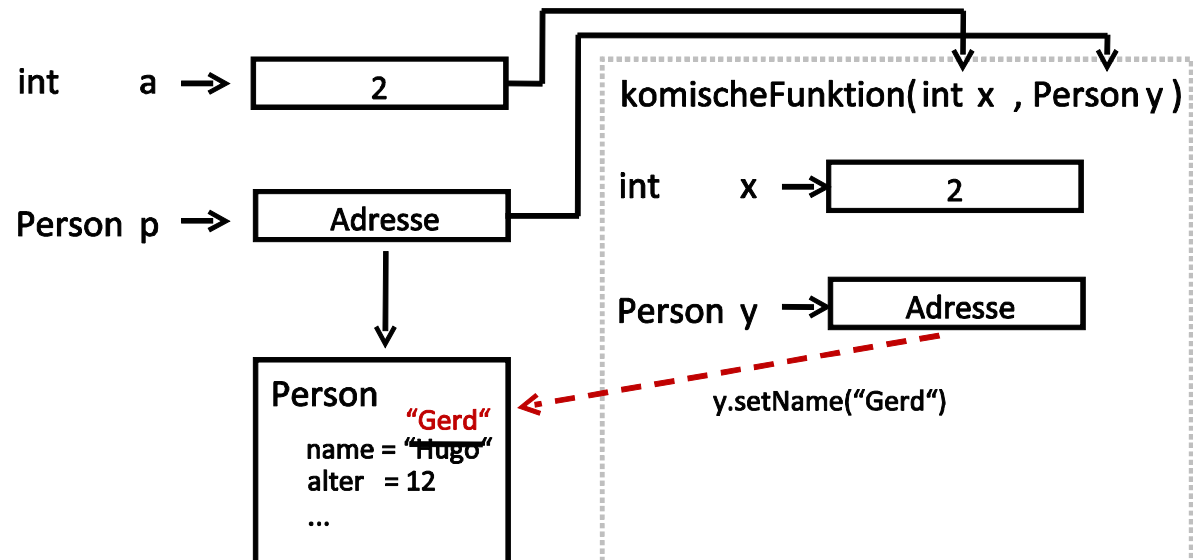 int a 2
komischeFunktion( int x , Person y )
int x 2
Person p Adresse
Person y Adresse
Person
y.setName(“Gerd“)
“Gerd“
name = “Hugo“
alter = 12
...